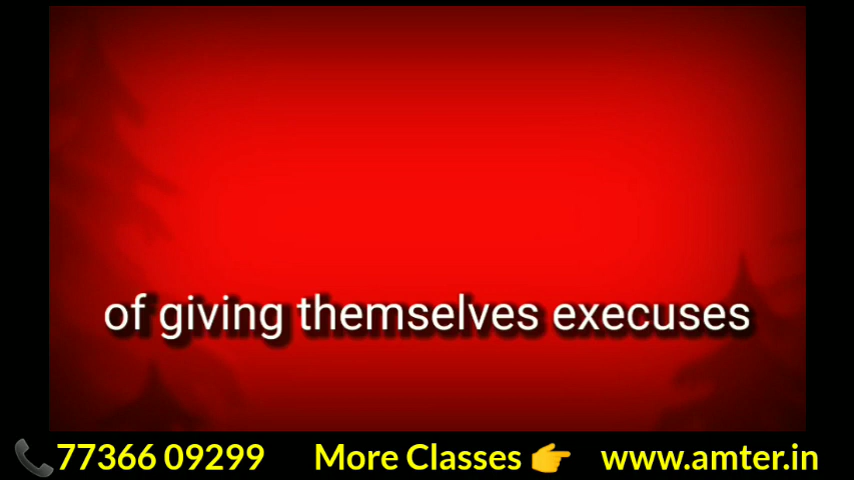 of giving themselves execuses
📞77366 09299 More Classes 👉 www.amter.in